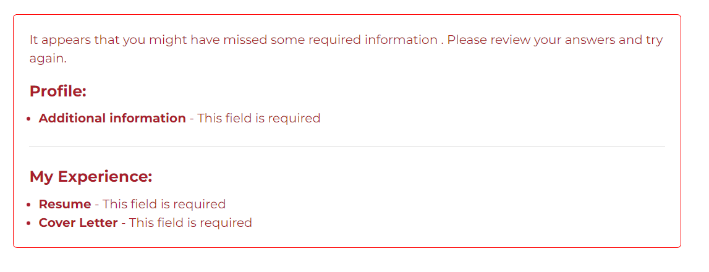 It appears that you might have missed some required information . Please review your answers and try
again.
Profile:
Additional information - This field is required
My Experience:
Resume - This field is required
Cover Letter - This field is required